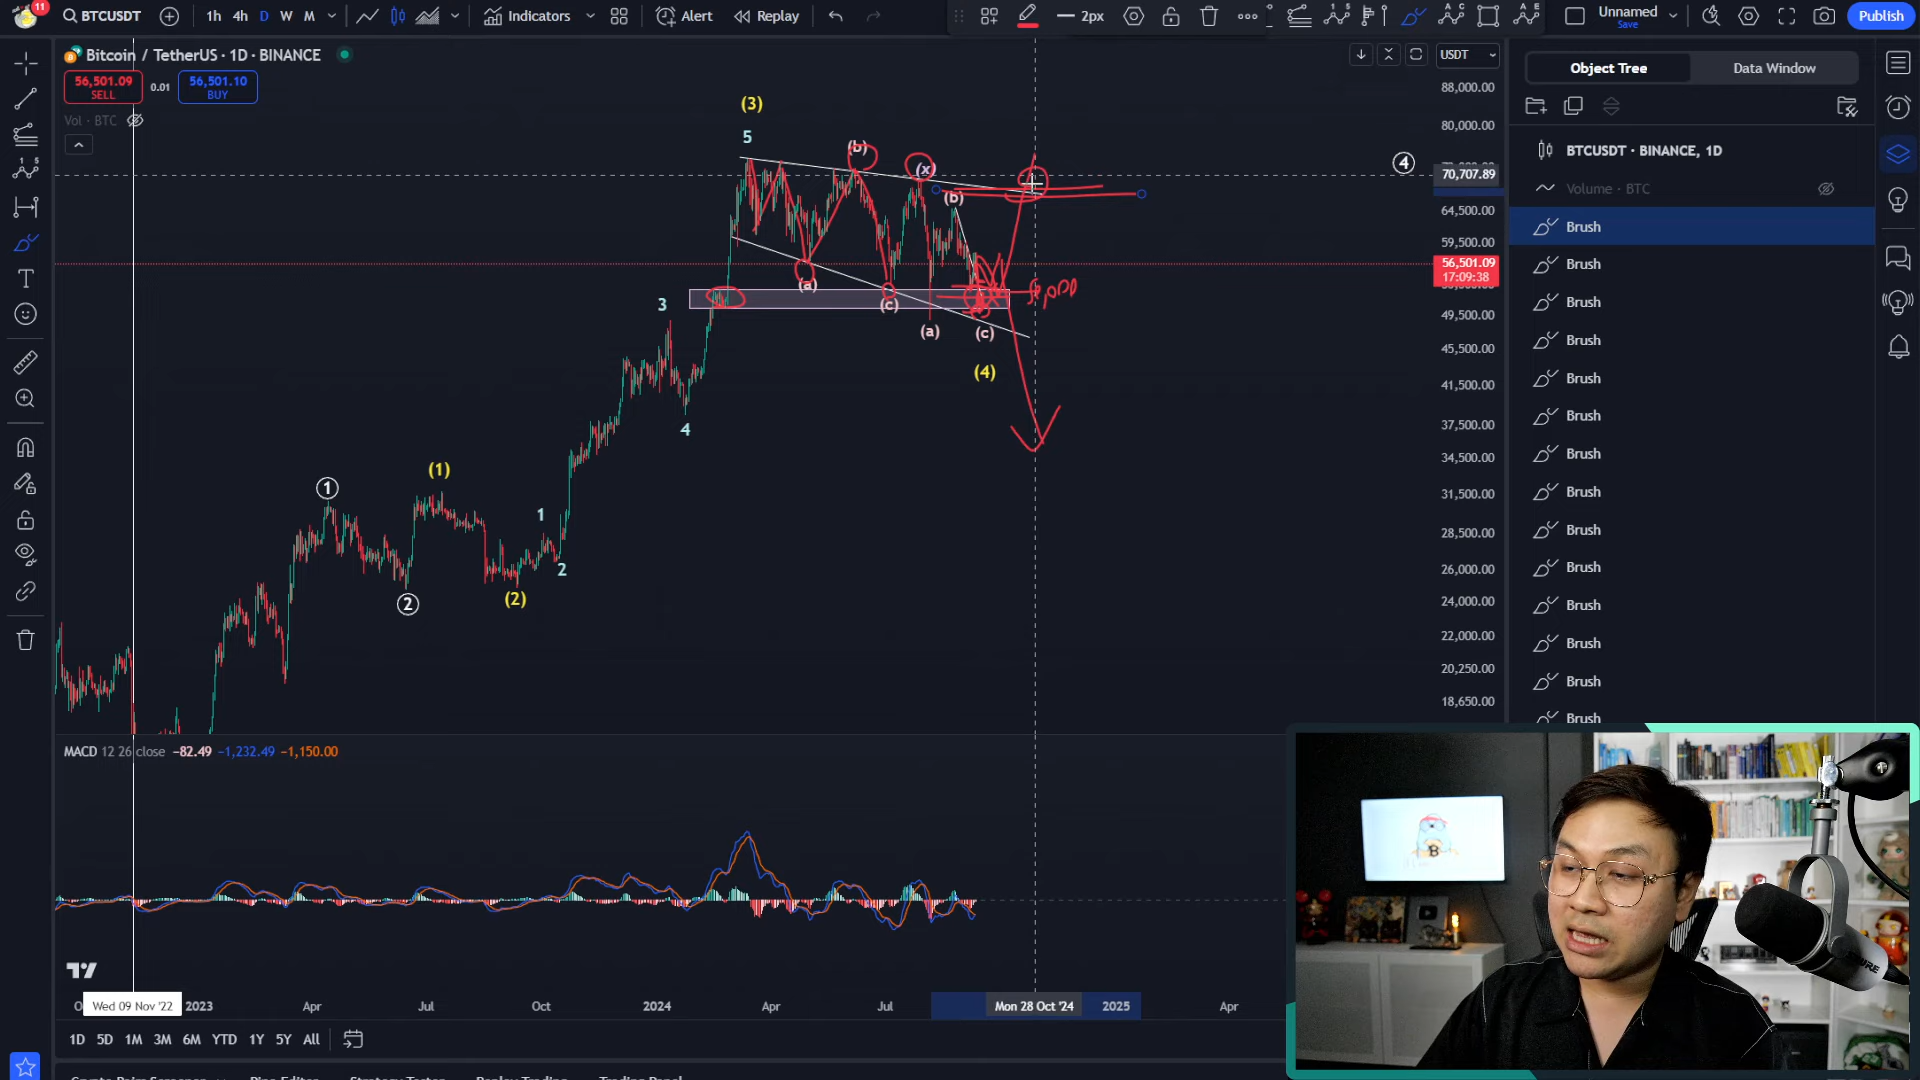 11
BTCUSDT
1h 4h D W M
Indicators
Alert
Replay
2px
Unnamed
Save
Publish
Bitcoin / TetherUS · 1D · BINANCE
USDT
56,501.09
SELL
0.01
56,501.10
BUY
Vol · BTC
Object Tree
Data Window
BTCUSDT · BINANCE, 1D
Volume · BTC
Brush
Brush
Brush
Brush
Brush
Brush
Brush
Brush
Brush
Brush
Brush
Brush
Brush
Brush
88,000.00
80,000.00
70,707.89
64,500.00
59,500.00
56,501.09
17:09:38
49,500.00
45,500.00
41,500.00
37,500.00
34,500.00
31,500.00
28,500.00
26,000.00
24,000.00
22,000.00
20,250.00
18,650.00
(3)
5
(b)
(x)
(b)
4
(a)
(c)
3
(a)
(c)
(4)
4
(1)
1
1
2
2
(2)
MACD 12 26 close −82.49 −1,232.49 −1,150.00
Wed 09 Nov '22
2023
Apr
Jul
Oct
2024
Apr
Jul
Mon 28 Oct '24
2025
Apr
1D 5D 1M 3M 6M YTD 1Y 5Y All
SHURE